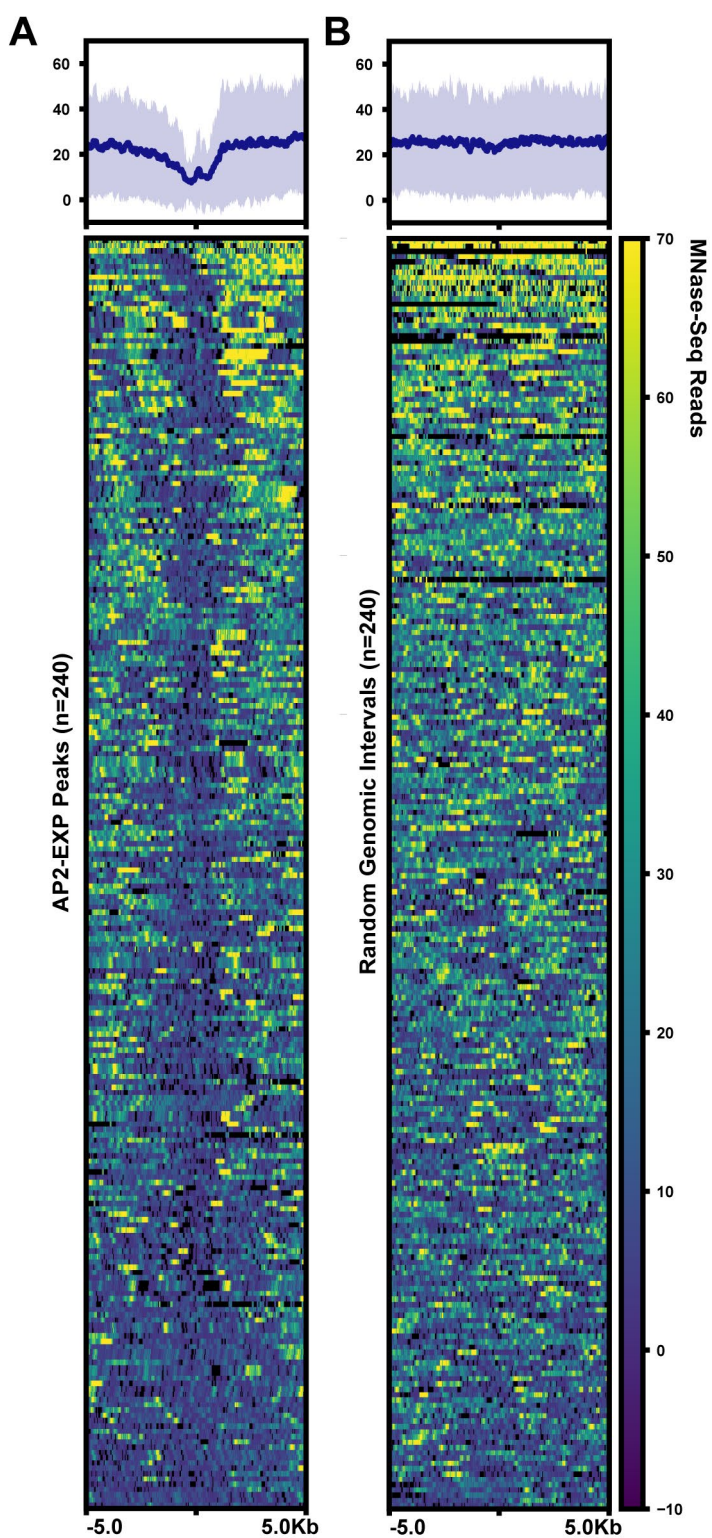 A
B
60
40
20
0
60
40
20
0
AP2-EXP Peaks (n=240)
Random Genomic Intervals (n=240)
70
60
50
40
30
20
10
0
−10
MNase-Seq Reads
-5.0
5.0Kb
-5.0
5.0Kb